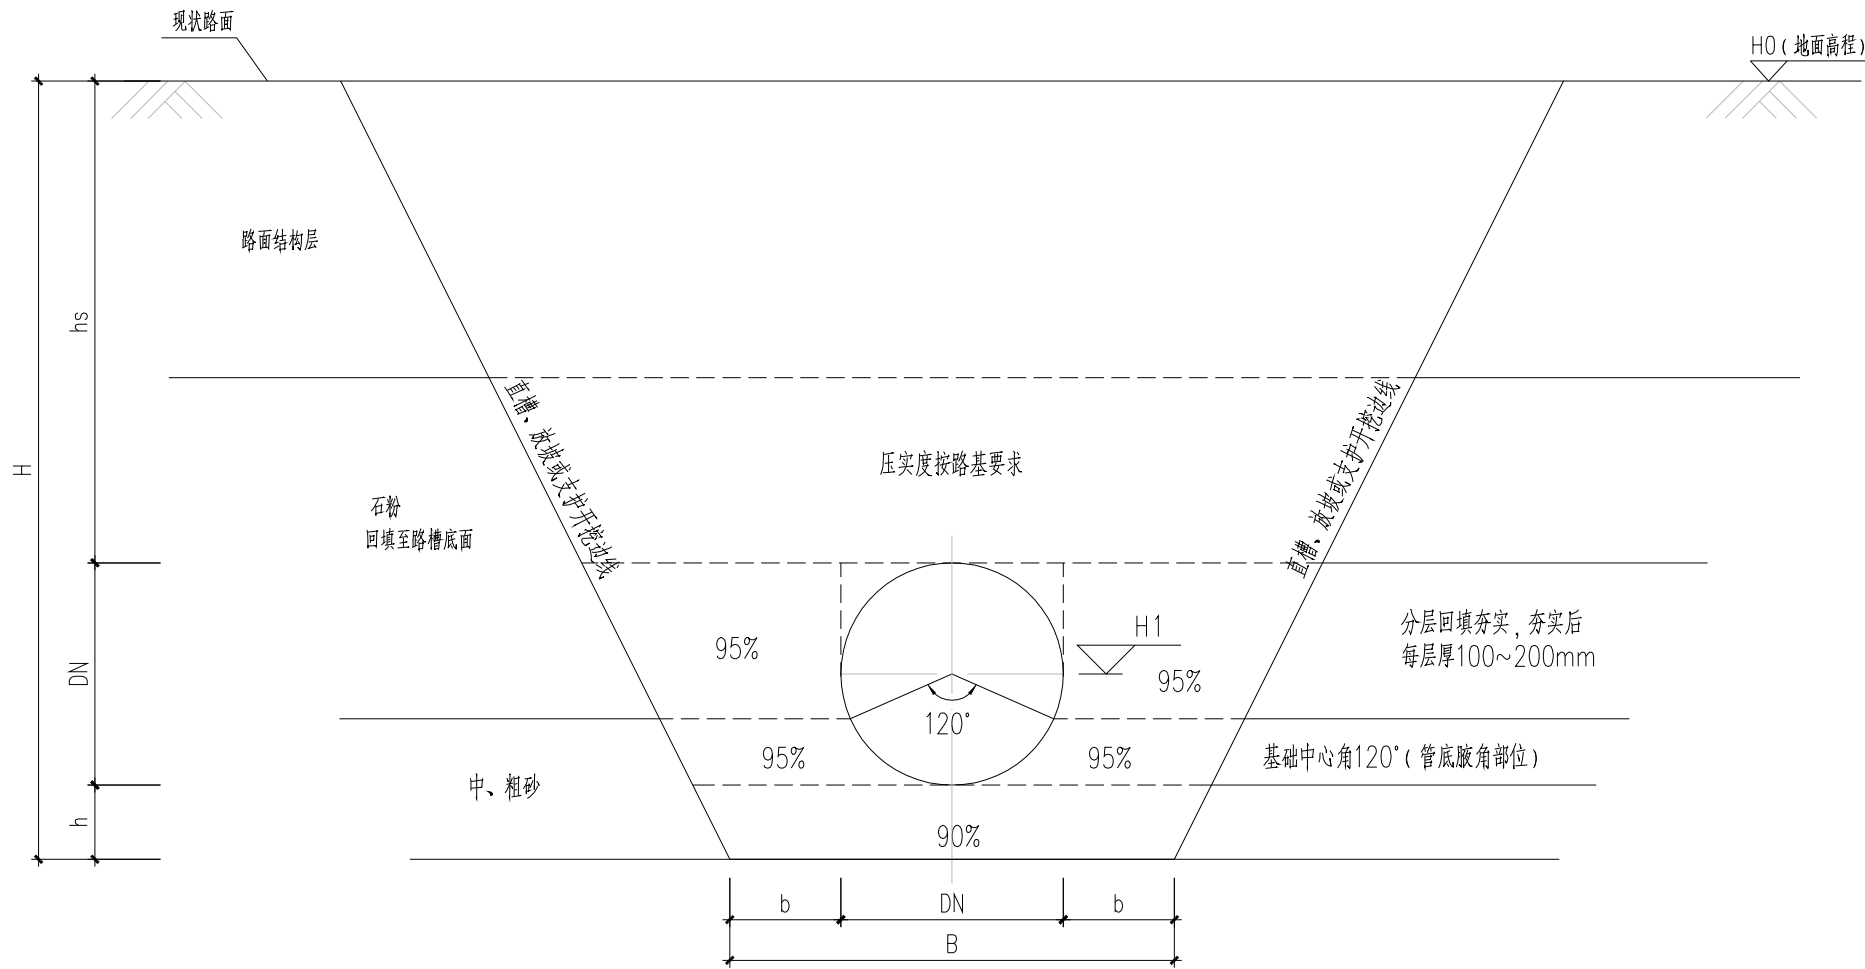 现状路面
H0(地面高程)
路面结构层
hs
直槽、放坡或支护开挖边线
直槽、放坡或支护开挖边线
压实度按路基要求
H
石粉
回填至路槽底面
H1
95%
95%
分层回填夯实,夯实后
每层厚100~200mm
DN
120°
95%
95%
基础中心角120°(管底腋角部位)
中、粗砂
h
90%
b
DN
b
B